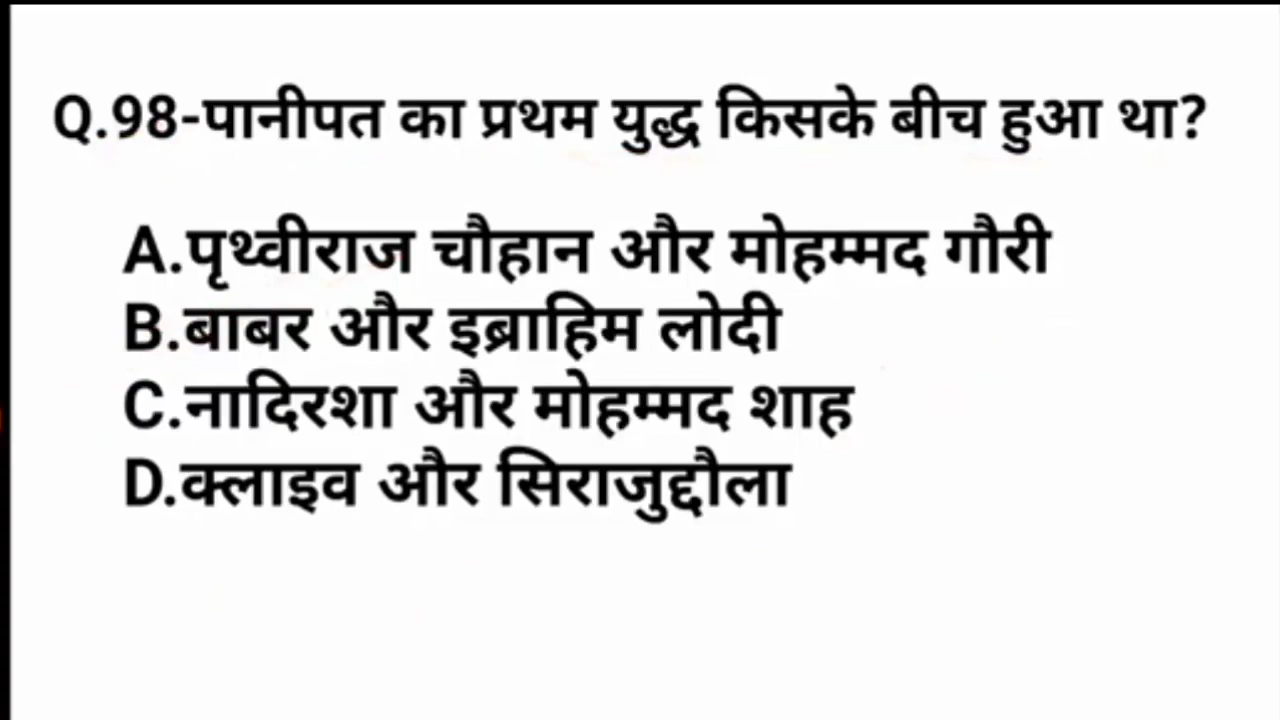 Q.98-पानीपत का प्रथम युद्ध किसके बीच हुआ था?
A.पृथ्वीराज चौहान और मोहम्मद गौरी
B.बाबर और इब्राहिम लोदी
C.नादिरशा और मोहम्मद शाह
D.क्लाइव और सिराजुद्दौला